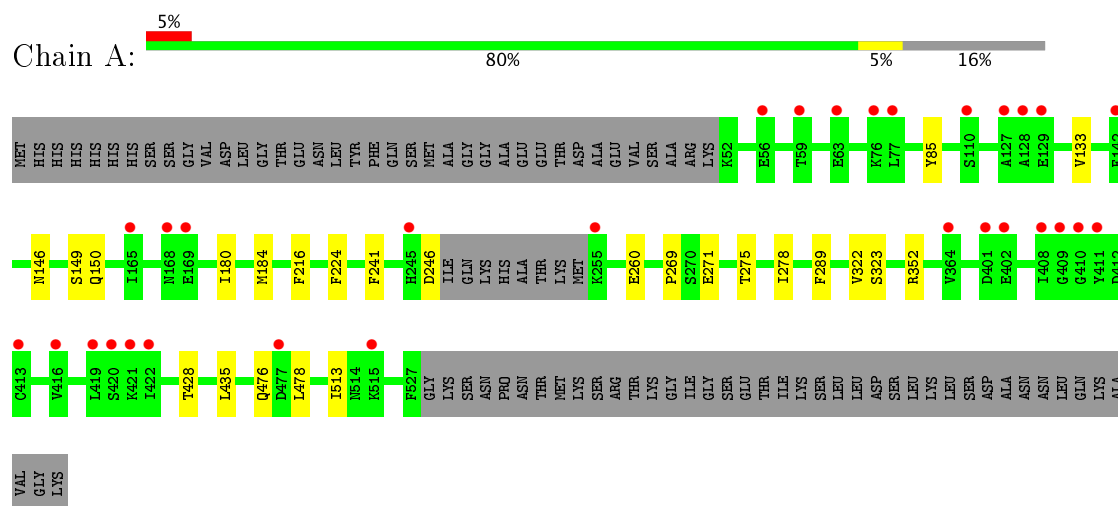 5%
Chain A:
80% 5% 16%
MET HIS HIS HIS HIS HIS HIS SER SER GLY VAL ASP LEU GLY THR GLU ASN LEU TYR PHE GLN SER MET ALA GLY GLY ALA GLU GLU THR ASP ALA GLU VAL SER ALA ARG LYS K52 E56 T59 E63 K76 L77 Y85 S110 A127 A128 E129 V133 E142
N146 S149 Q150 I165 N168 E169 I180 M184 F216 F224 F241 H245 D246 ILE GLN LYS HIS ALA THR LYS MET K255 E260 P269 S270 E271 T275 I278 F289 V322 S323 R352 V364 D401 E402 I408 G409 G410 Y411
C413 V416 L419 S420 K421 I422 T428 L435 Q476 D477 L478 I513 N514 K515 F527 GLY LYS SER ASN PRO ASN THR MET LYS SER ARG THR LYS GLY ILE GLY SER GLU THR ILE LYS SER LEU LEU ASP SER LEU LYS LEU SER ASP ALA ASN ASN LEU GLN LYS ALA
VAL GLY LYS